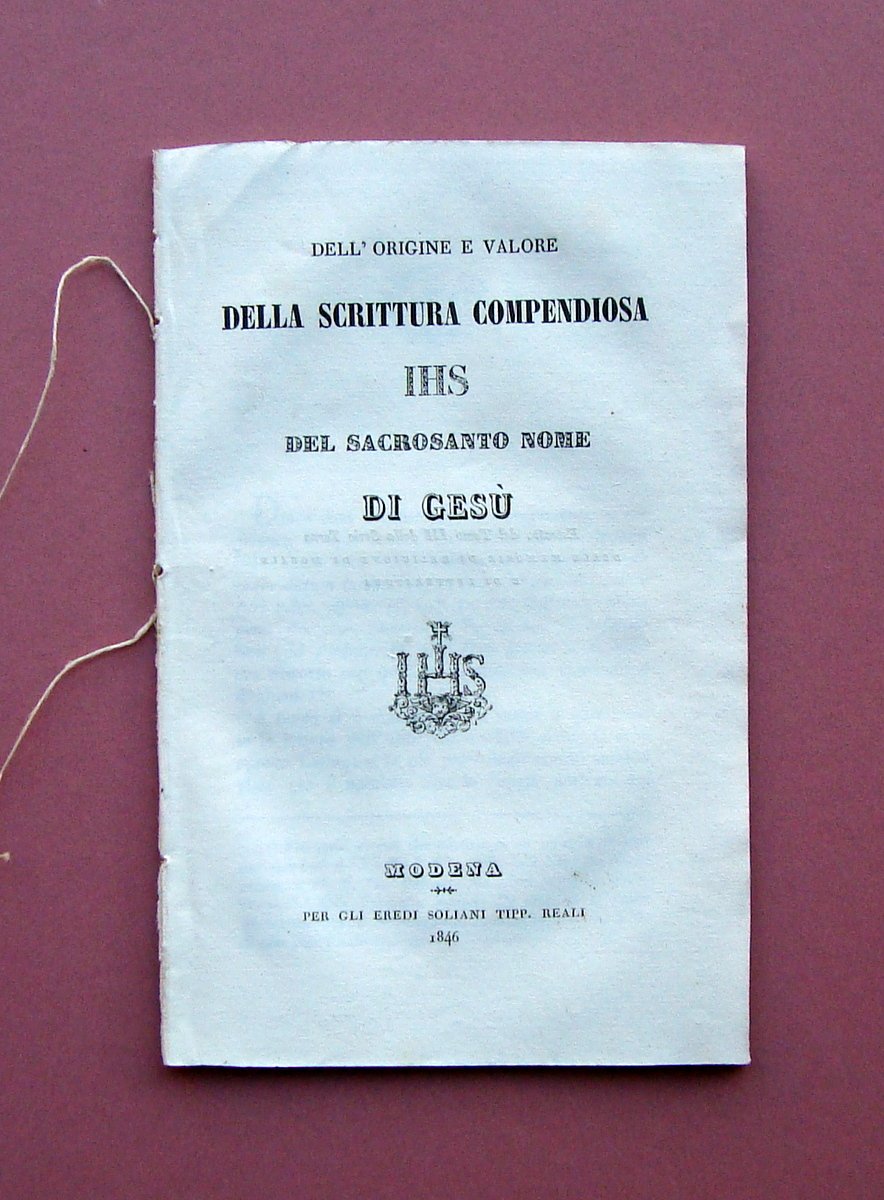 DELL' ORIGINE E VALORE
DELLA SCRITTURA COMPENDIOSA
IHS
DEL SACROSANTO NOME
DI GESÙ
IHS
MODENA
PER GLI EREDI SOLIANI TIPP. REALI
1846